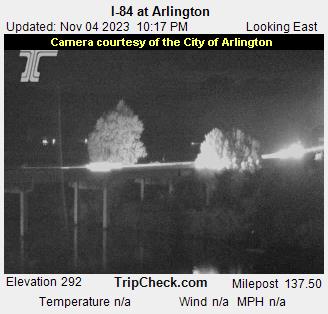 I-84 at Arlington
Updated: Nov 04 2023 10:17 PM Looking East
Camera courtesy of the City of Arlington
Elevation 292 TripCheck.com Milepost 137.50
Temperature n/a Wind n/a MPH n/a